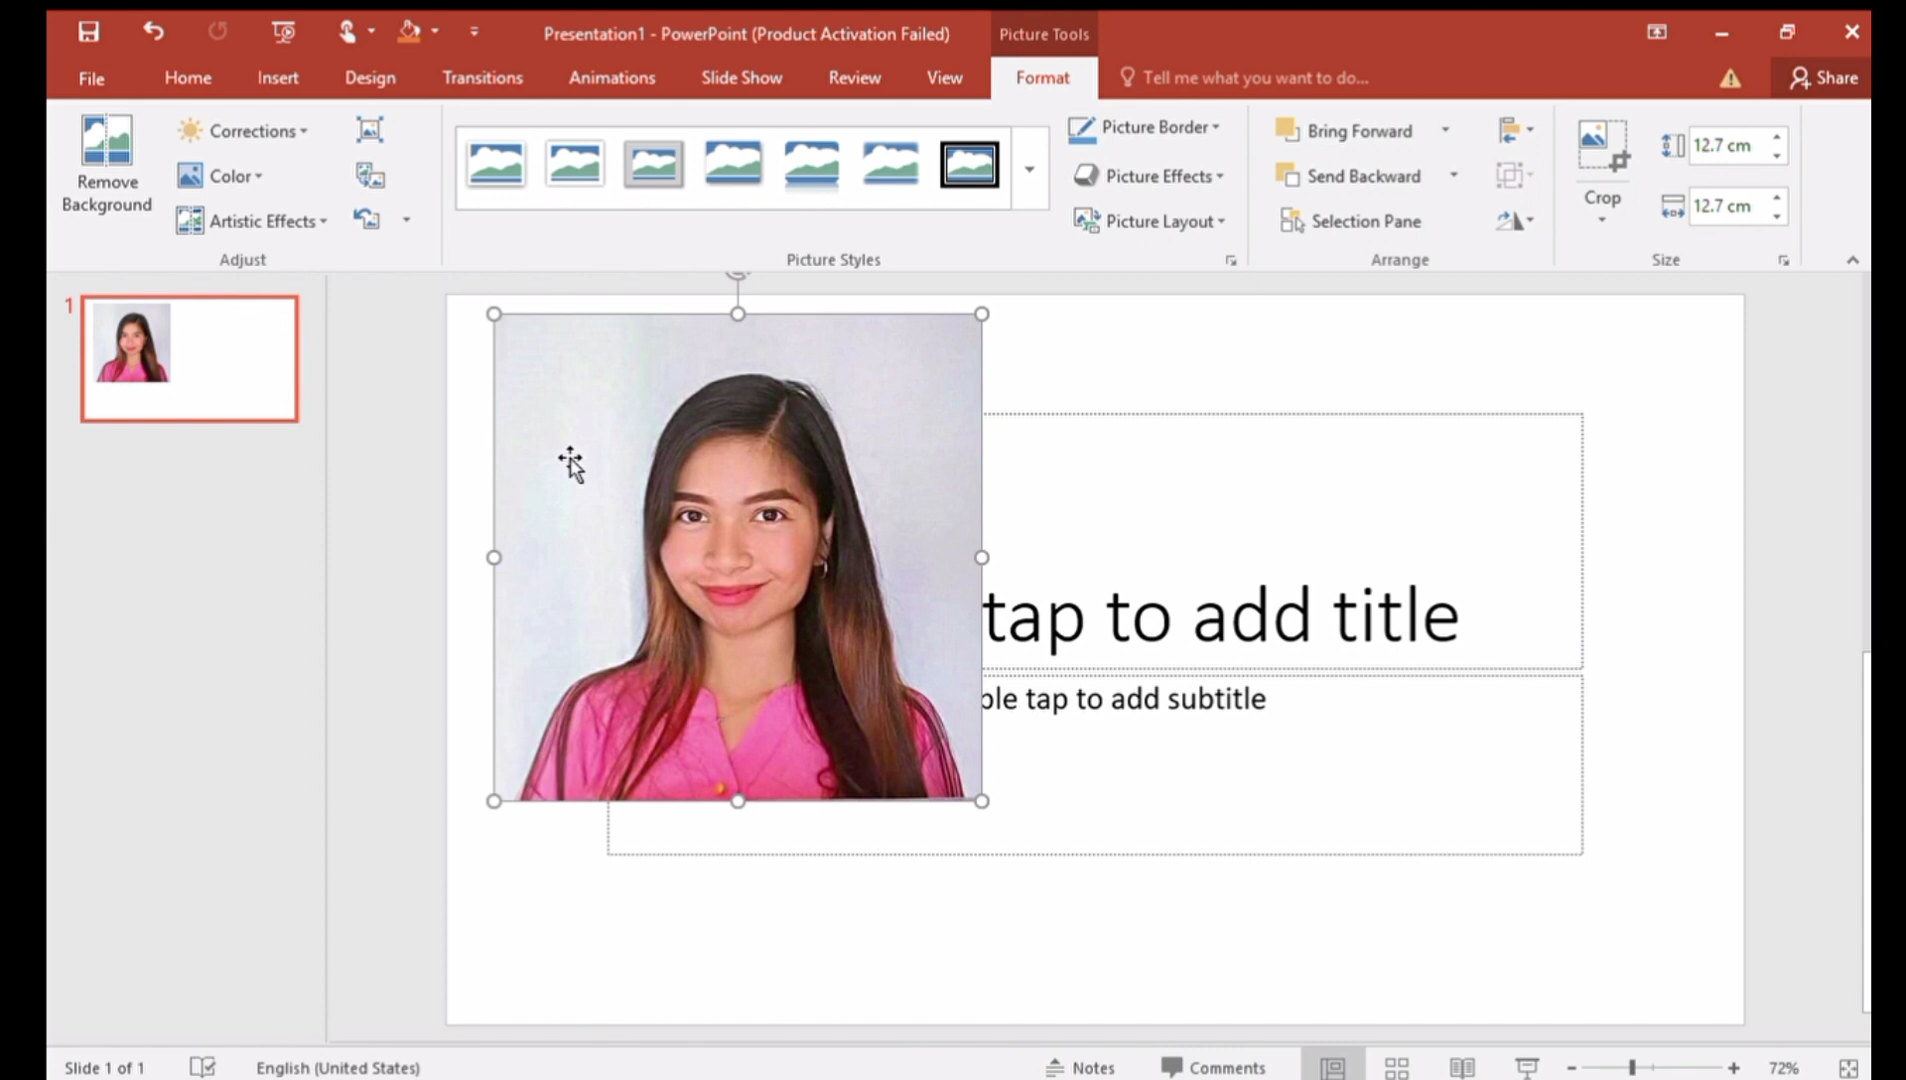 Presentation1 - PowerPoint (Product Activation Failed)
Picture Tools
File
Home
Insert
Design
Transitions
Animations
Slide Show
Review
View
Format
Tell me what you want to do...
Share
Remove
Background
Corrections
Color
Artistic Effects
Adjust
Picture Styles
Picture Border
Picture Effects
Picture Layout
Bring Forward
Send Backward
Selection Pane
Arrange
Crop
12.7 cm
12.7 cm
Size
1
tap to add title
ble tap to add subtitle
Slide 1 of 1
English (United States)
Notes
Comments
72%